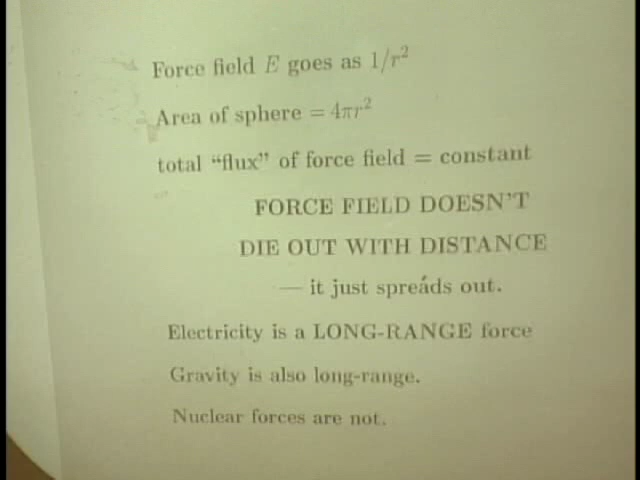 Force field E goes as 1/r²
Area of sphere = 4πr²
total “flux” of force field = constant
FORCE FIELD DOESN'T
DIE OUT WITH DISTANCE
— it just spreads out.
Electricity is a LONG-RANGE force
Gravity is also long-range.
Nuclear forces are not.